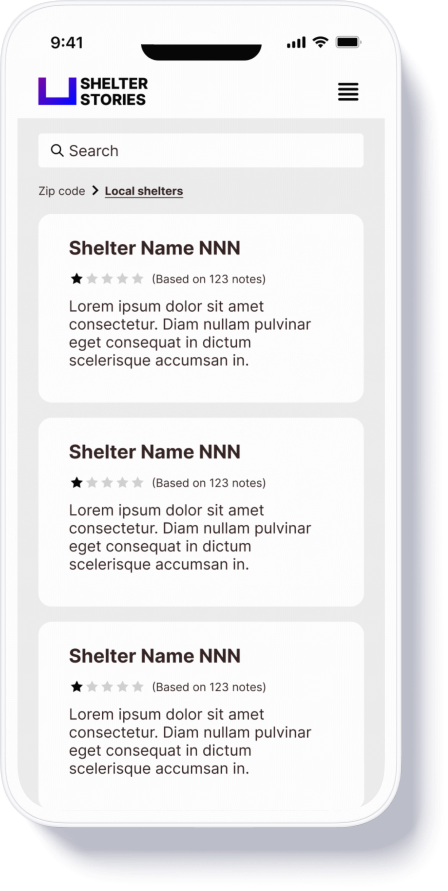 9:41
SHELTER
STORIES
Search
Zip code > Local shelters
Shelter Name NNN
(Based on 123 notes)
Lorem ipsum dolor sit amet
consectetur. Diam nullam pulvinar
eget consequat in dictum
scelerisque accumsan in.
Shelter Name NNN
(Based on 123 notes)
Lorem ipsum dolor sit amet
consectetur. Diam nullam pulvinar
eget consequat in dictum
scelerisque accumsan in.
Shelter Name NNN
(Based on 123 notes)
Lorem ipsum dolor sit amet
consectetur. Diam nullam pulvinar
eget consequat in dictum
scelerisque accumsan in.